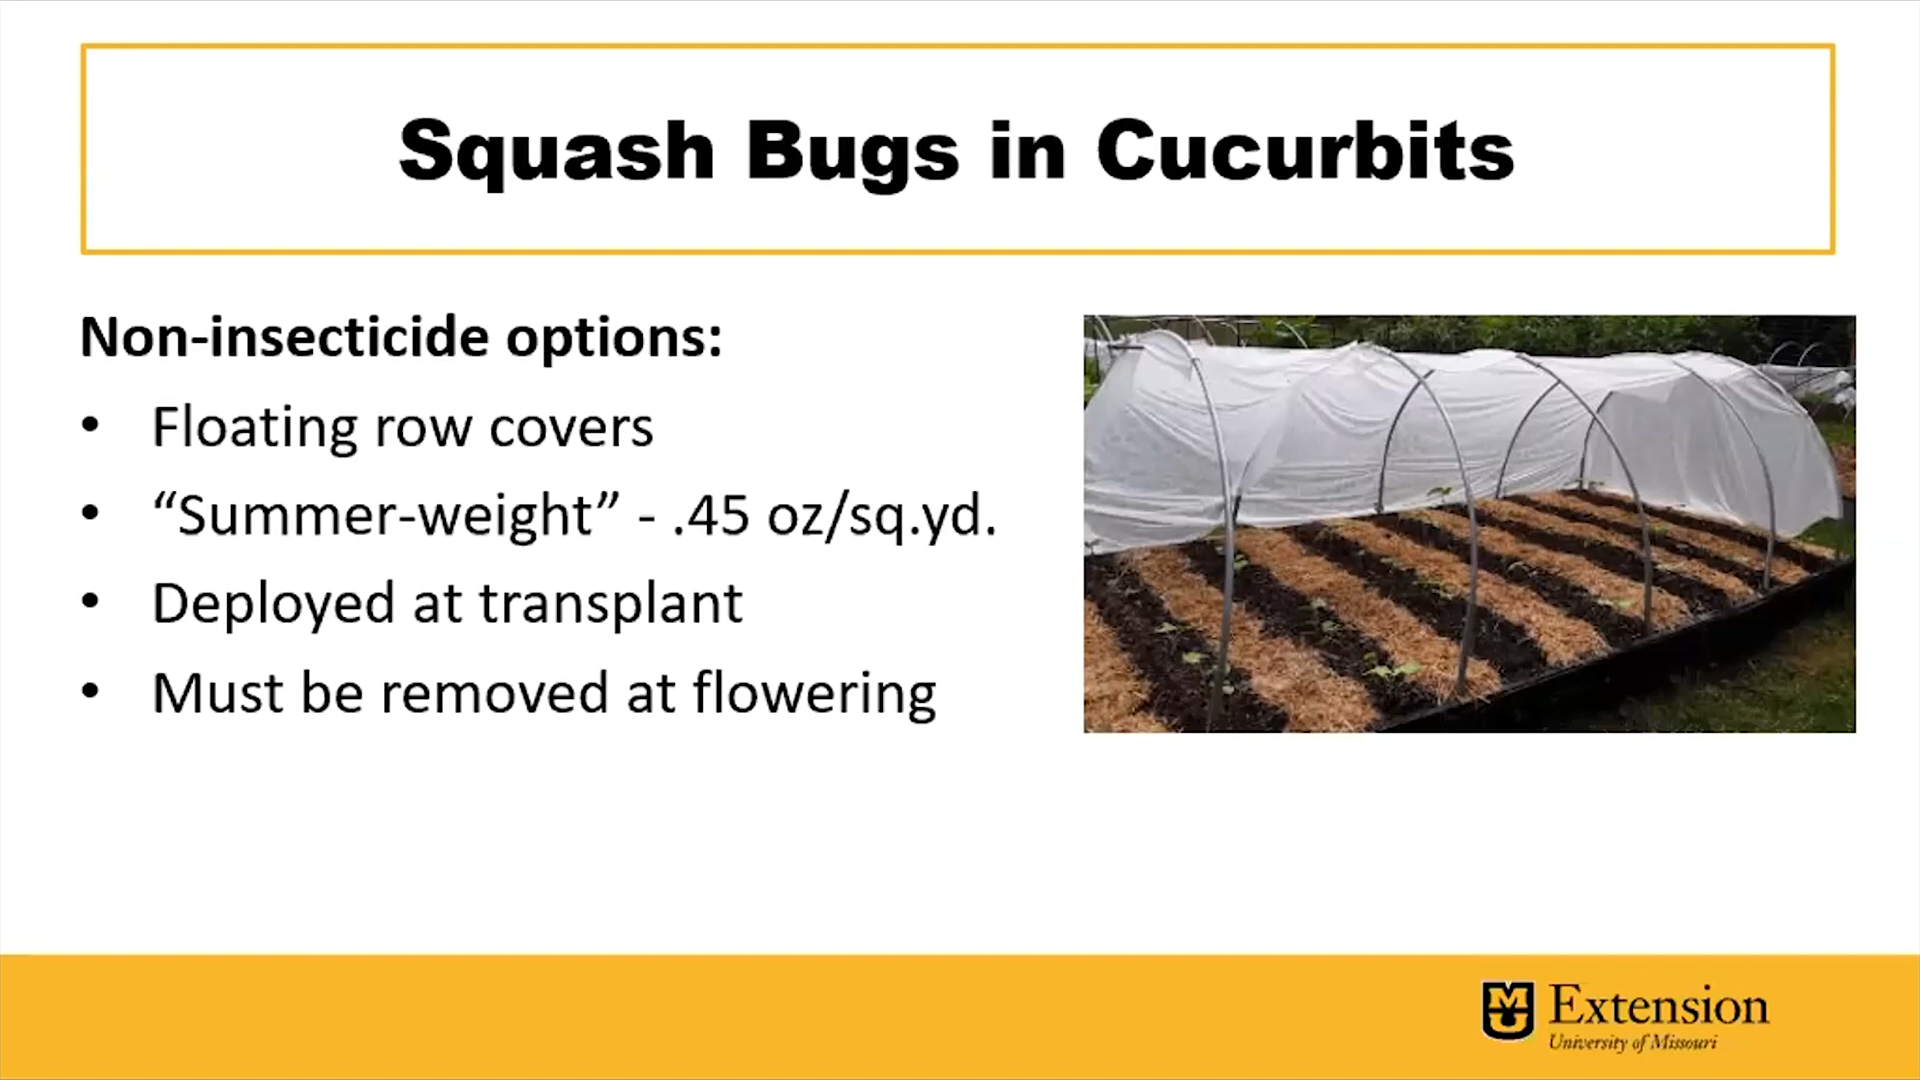 Squash Bugs in Cucurbits
Non-insecticide options:
• Floating row covers
• “Summer-weight” - .45 oz/sq.yd.
• Deployed at transplant
• Must be removed at flowering
MU Extension
University of Missouri